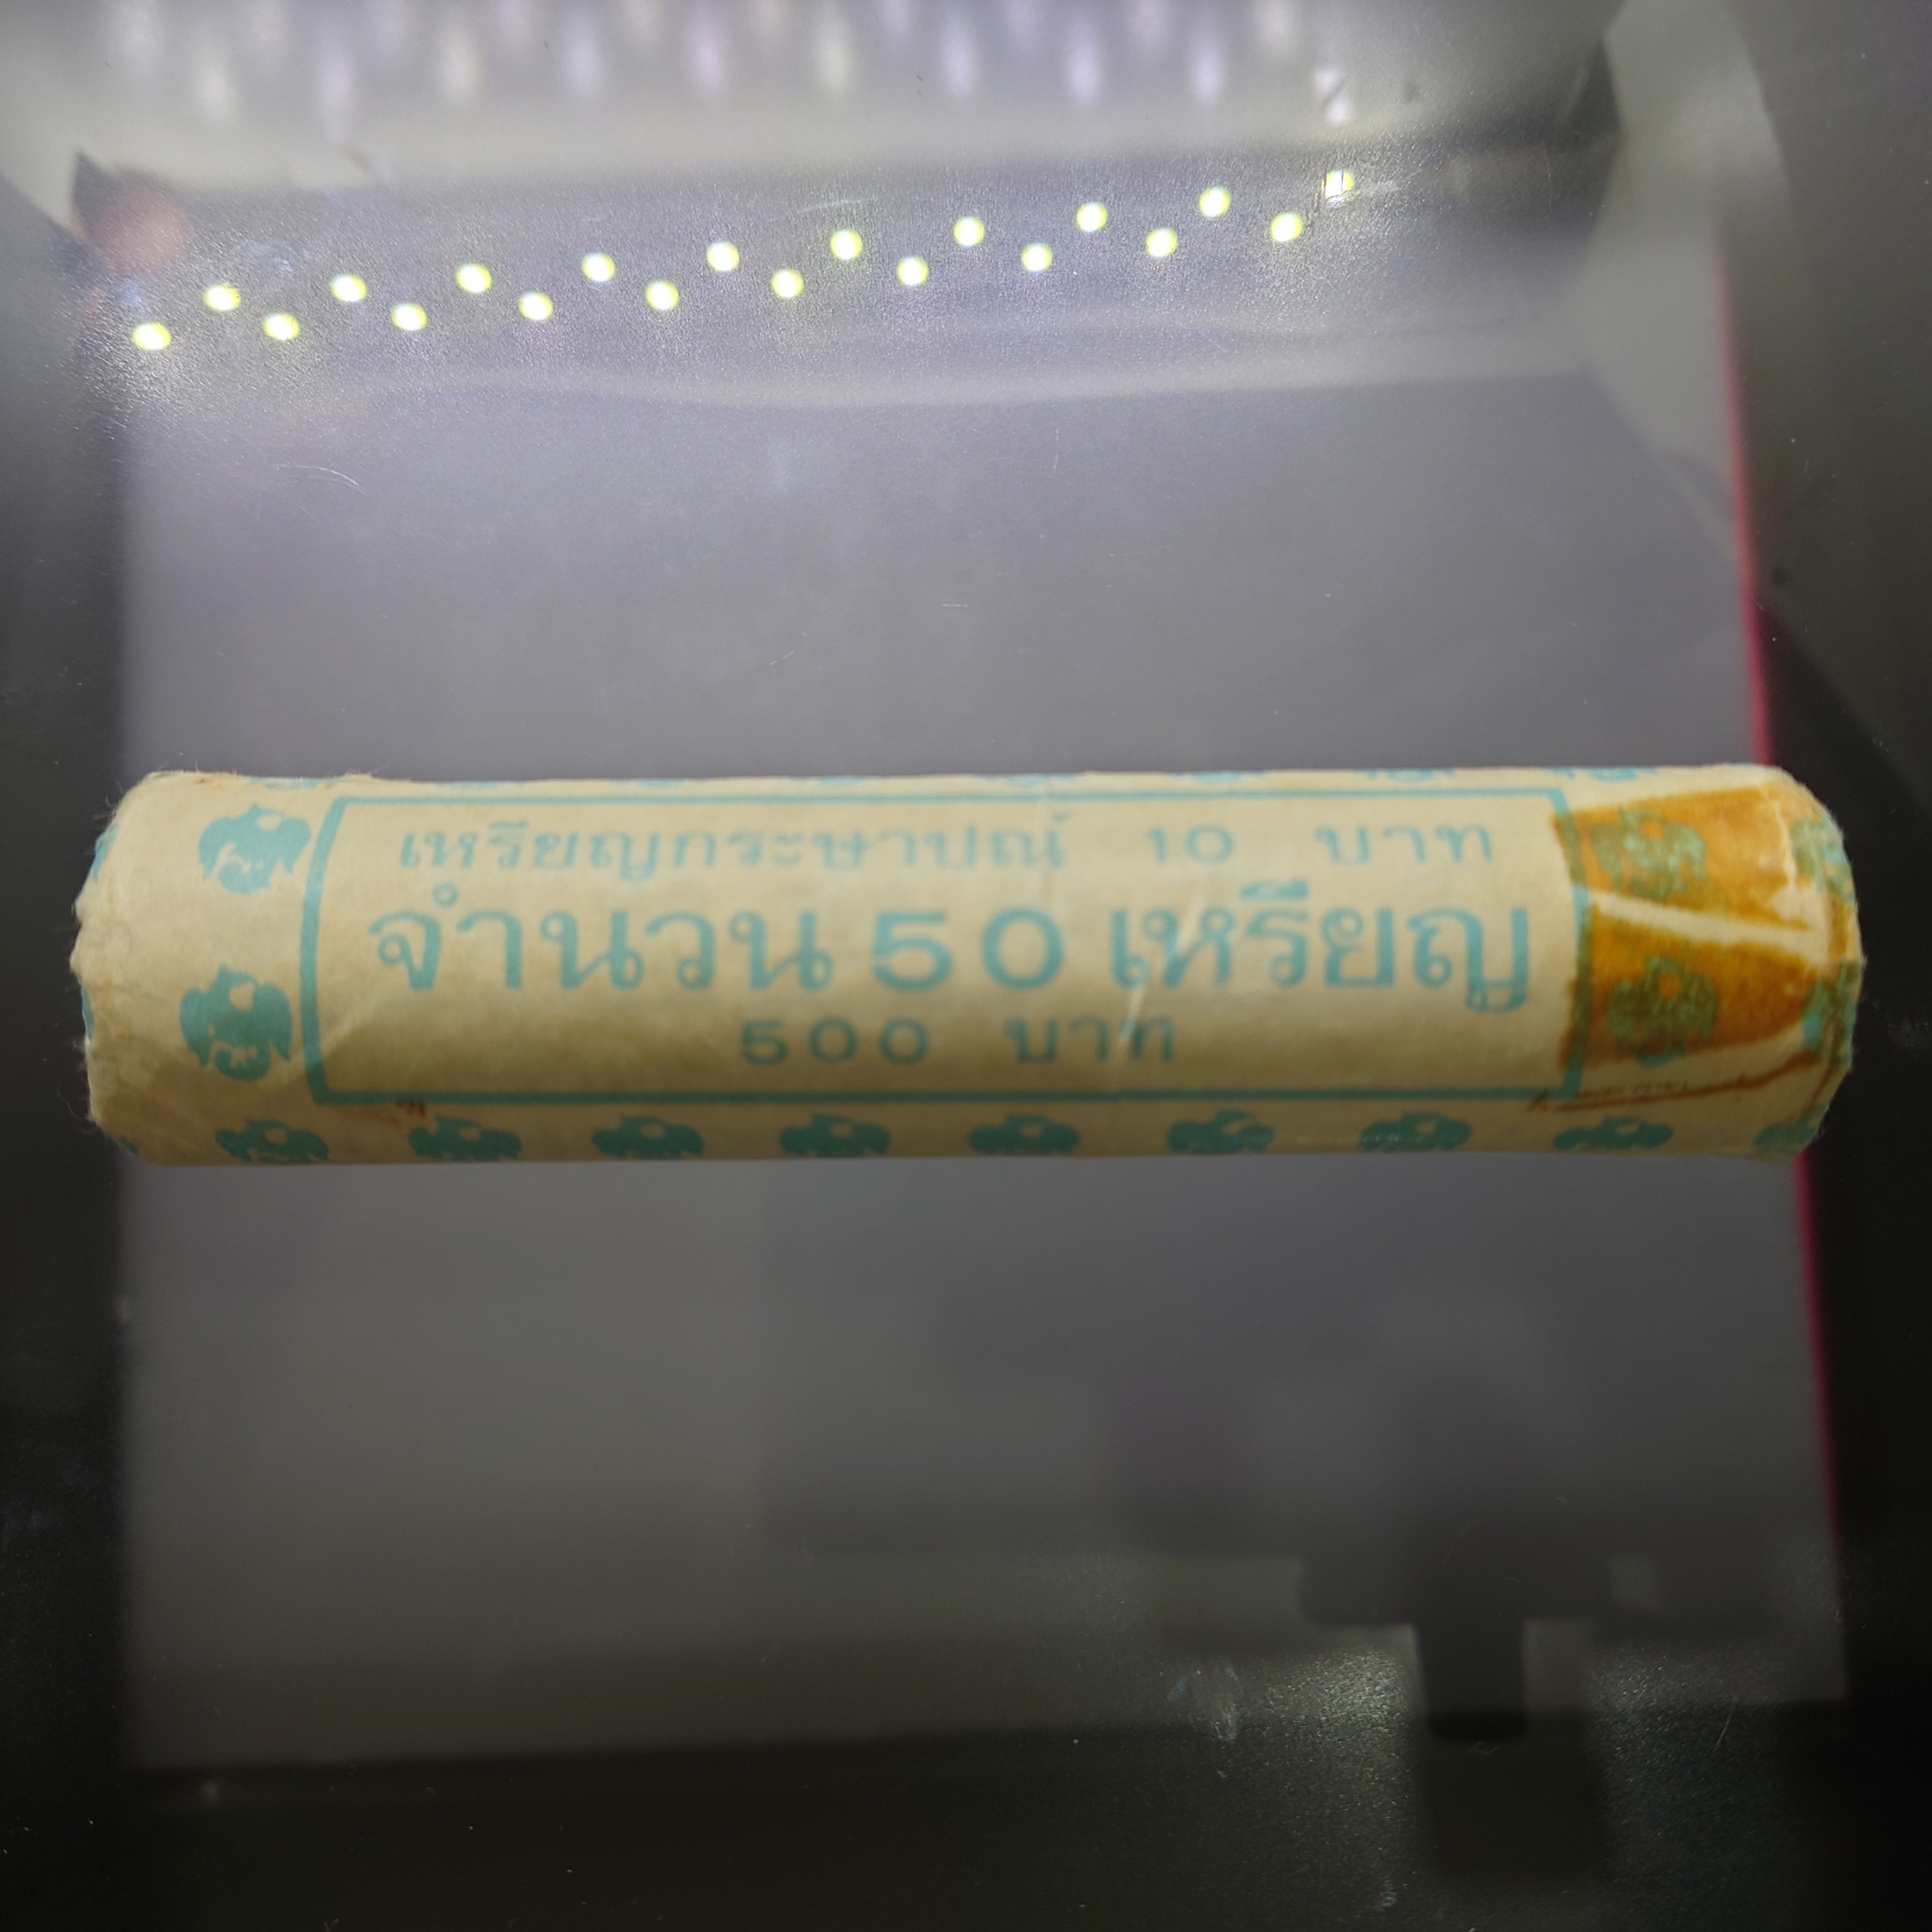 เหรียญกระษาปณ์ 10 บาท
จำนวน 50 เหรียญ
500 บาท